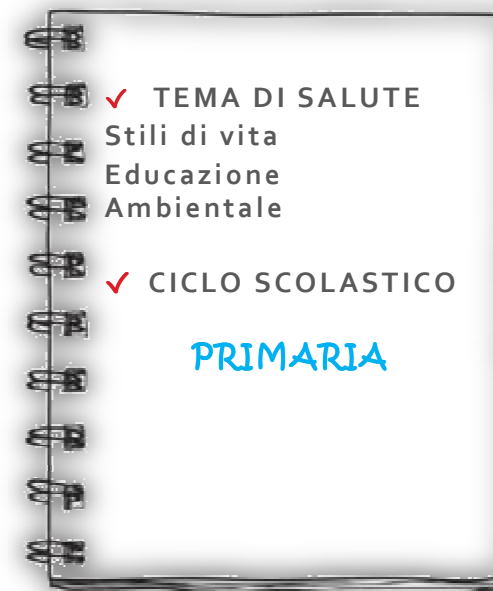 ✓ TEMA DI SALUTE
Stili di vita
Educazione
Ambientale
✓ CICLO SCOLASTICO
PRIMARIA